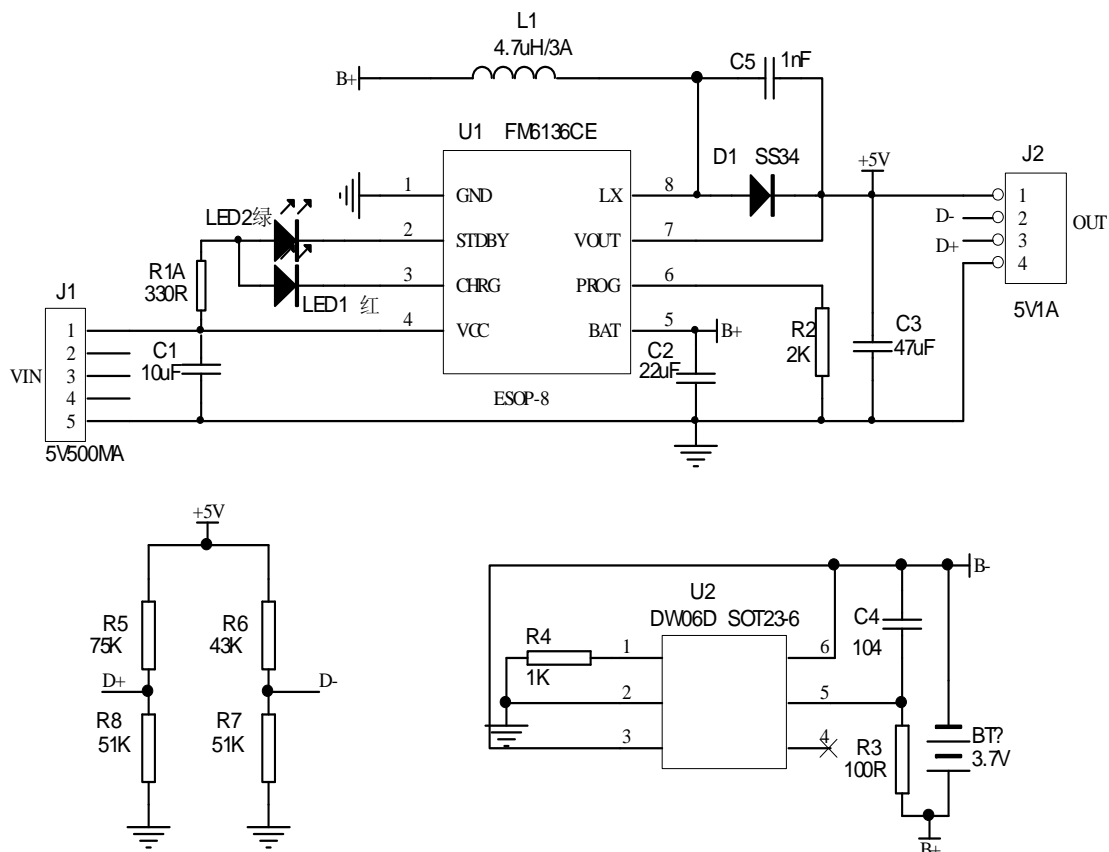 L1
4.7uH/3A
B+
C5
1nF
U1 FM6136CE
D1 SS34
+5V
J2
1
GND
LX
8
1
LED2绿
2
STDBY
VOUT
7
D-
2
OUT
D+
3
R1A
330R
3
CHRG
PROG
6
4
LED1 红
J1
1
4
VCC
BAT
5
B+
R2
2K
C3
47uF
5V1A
2
C1
10uF
C2
22uF
VIN
3
4
ESOP-8
5
5V500MA
+5V
B-
U2
DW06D SOT23-6
R5
75K
R6
43K
R4
1K
1
6
C4
104
D+
D-
2
5
R8
51K
R7
51K
3
4
R3
100R
BT?
3.7V
B+